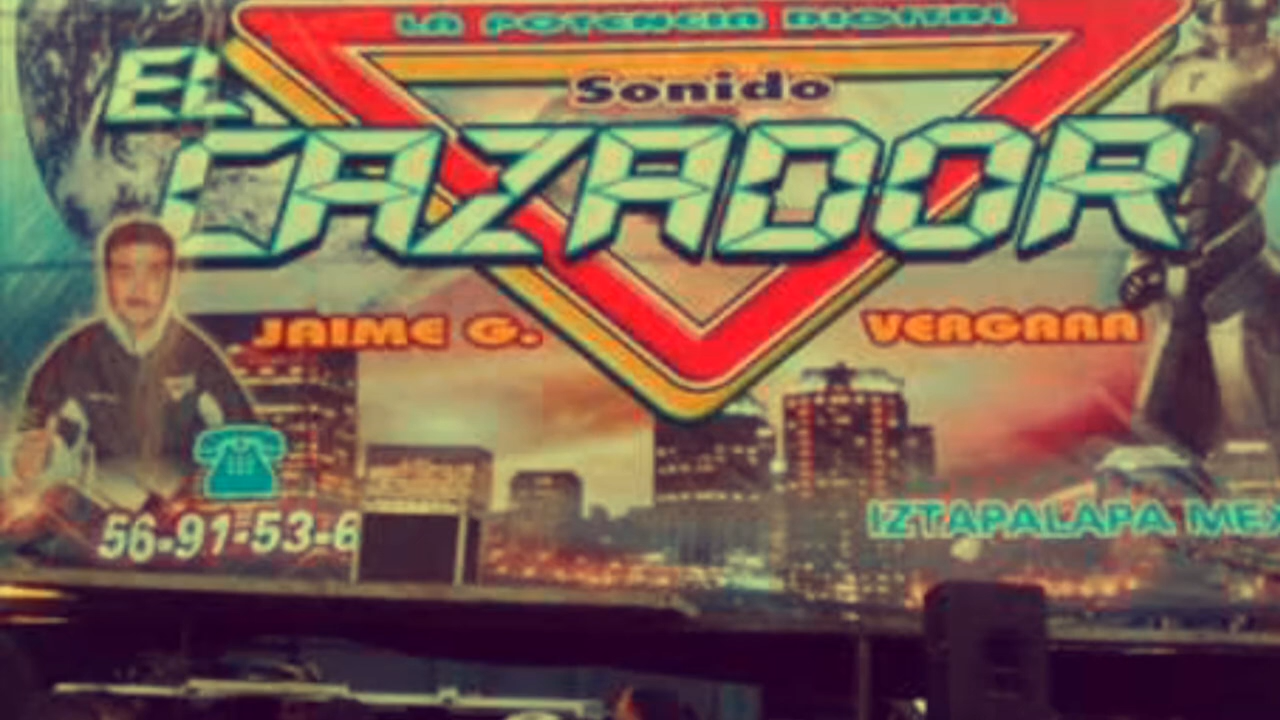 LA POTENCIA DIGITAL
Sonido
EL
CAZADOR
JAIME G. VERGARA
56-91-53-6
IZTAPALAPA MEX